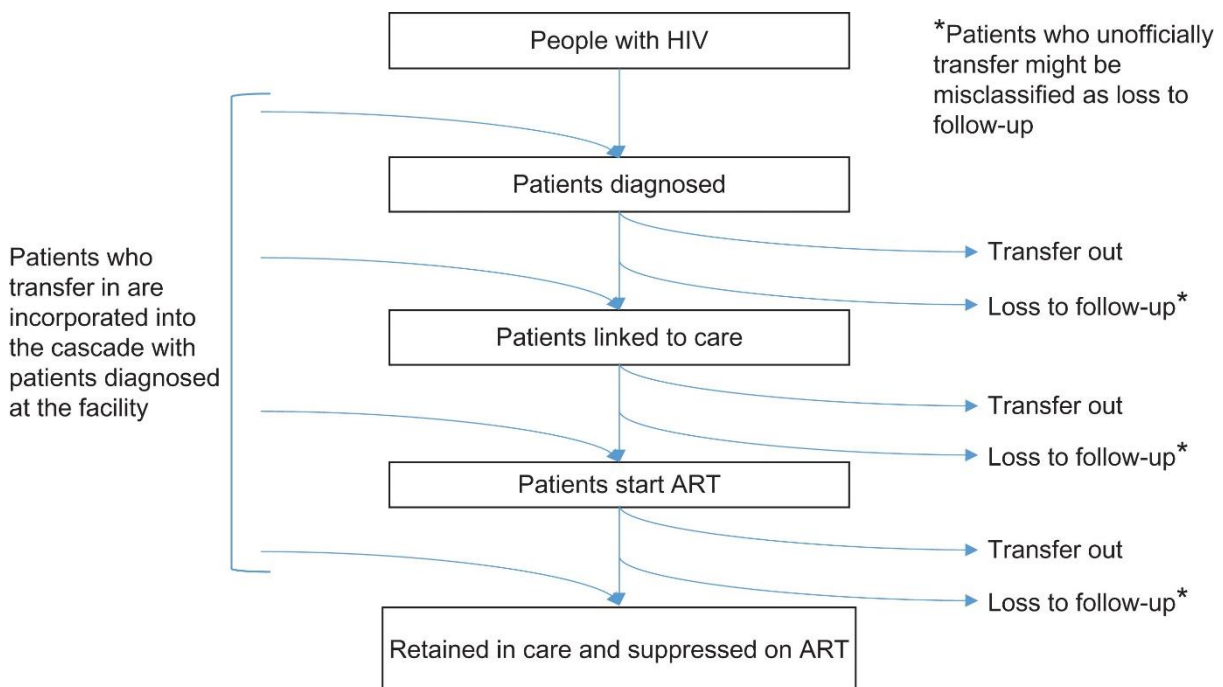 People with HIV
*Patients who unofficially
transfer might be
misclassified as loss to
follow-up
Patients diagnosed
Transfer out
Loss to follow-up*
Patients who
transfer in are
incorporated into
the cascade with
patients diagnosed
at the facility
Patients linked to care
Transfer out
Loss to follow-up*
Patients start ART
Transfer out
Loss to follow-up*
Retained in care and suppressed on ART